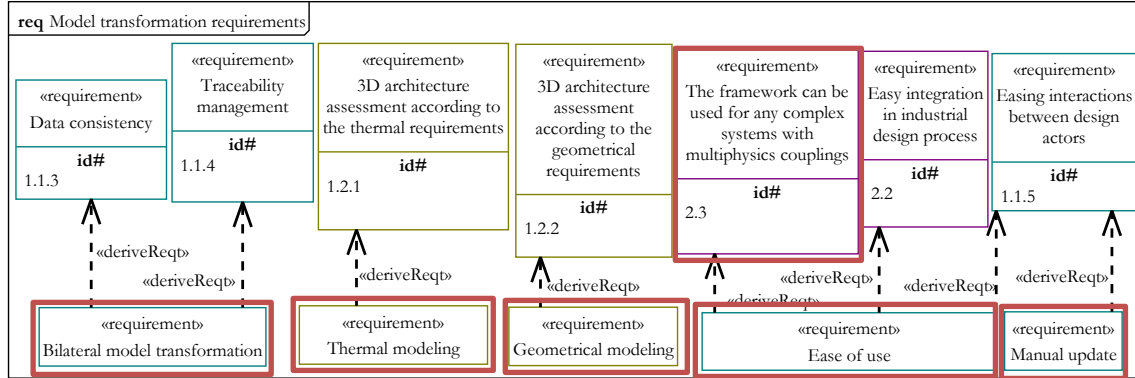 req Model transformation requirements
«requirement»
Data consistency
id#
1.1.3
«requirement»
Traceability
management
id#
1.1.4
«requirement»
3D architecture
assessment according to
the thermal requirements
id#
1.2.1
«requirement»
3D architecture
assessment
according to the
geometrical
requirements
id#
1.2.2
«requirement»
The framework can be
used for any complex
systems with
multiphysics couplings
id#
2.3
«requirement»
Easy integration
in industrial
design process
id#
2.2
«requirement»
Easing interactions
between design
actors
id#
1.1.5
«deriveReqt»
«deriveReqt»
«deriveReqt»
«deriveReqt»
«deriveReqt»
«deriveReqt»
«deriveReqt»
«deriveReqt»
«requirement»
Bilateral model transformation
«requirement»
Thermal modeling
«requirement»
Geometrical modeling
«requirement»
Ease of use
«requirement»
Manual update